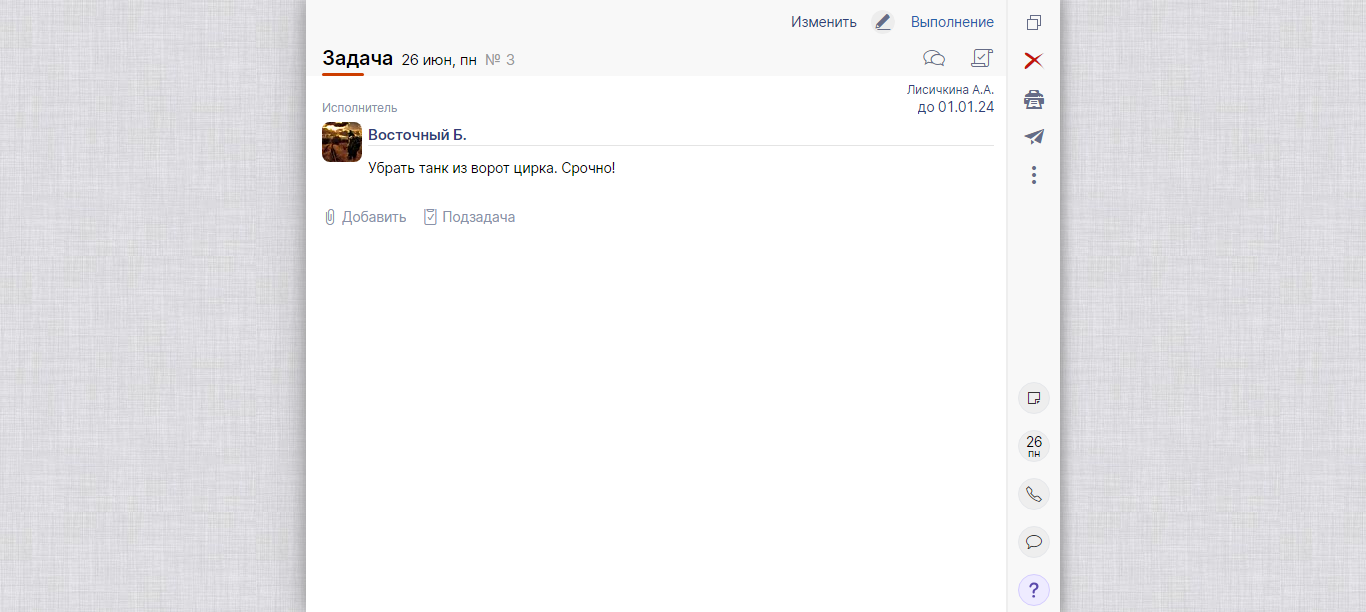 Изменить Выполнение
Задача 26 июн, пн № 3
Лисичкина А.А.
Исполнитель до 01.01.24
Восточный Б.
Убрать танк из ворот цирка. Срочно!
Добавить Подзадача
26
пн
?